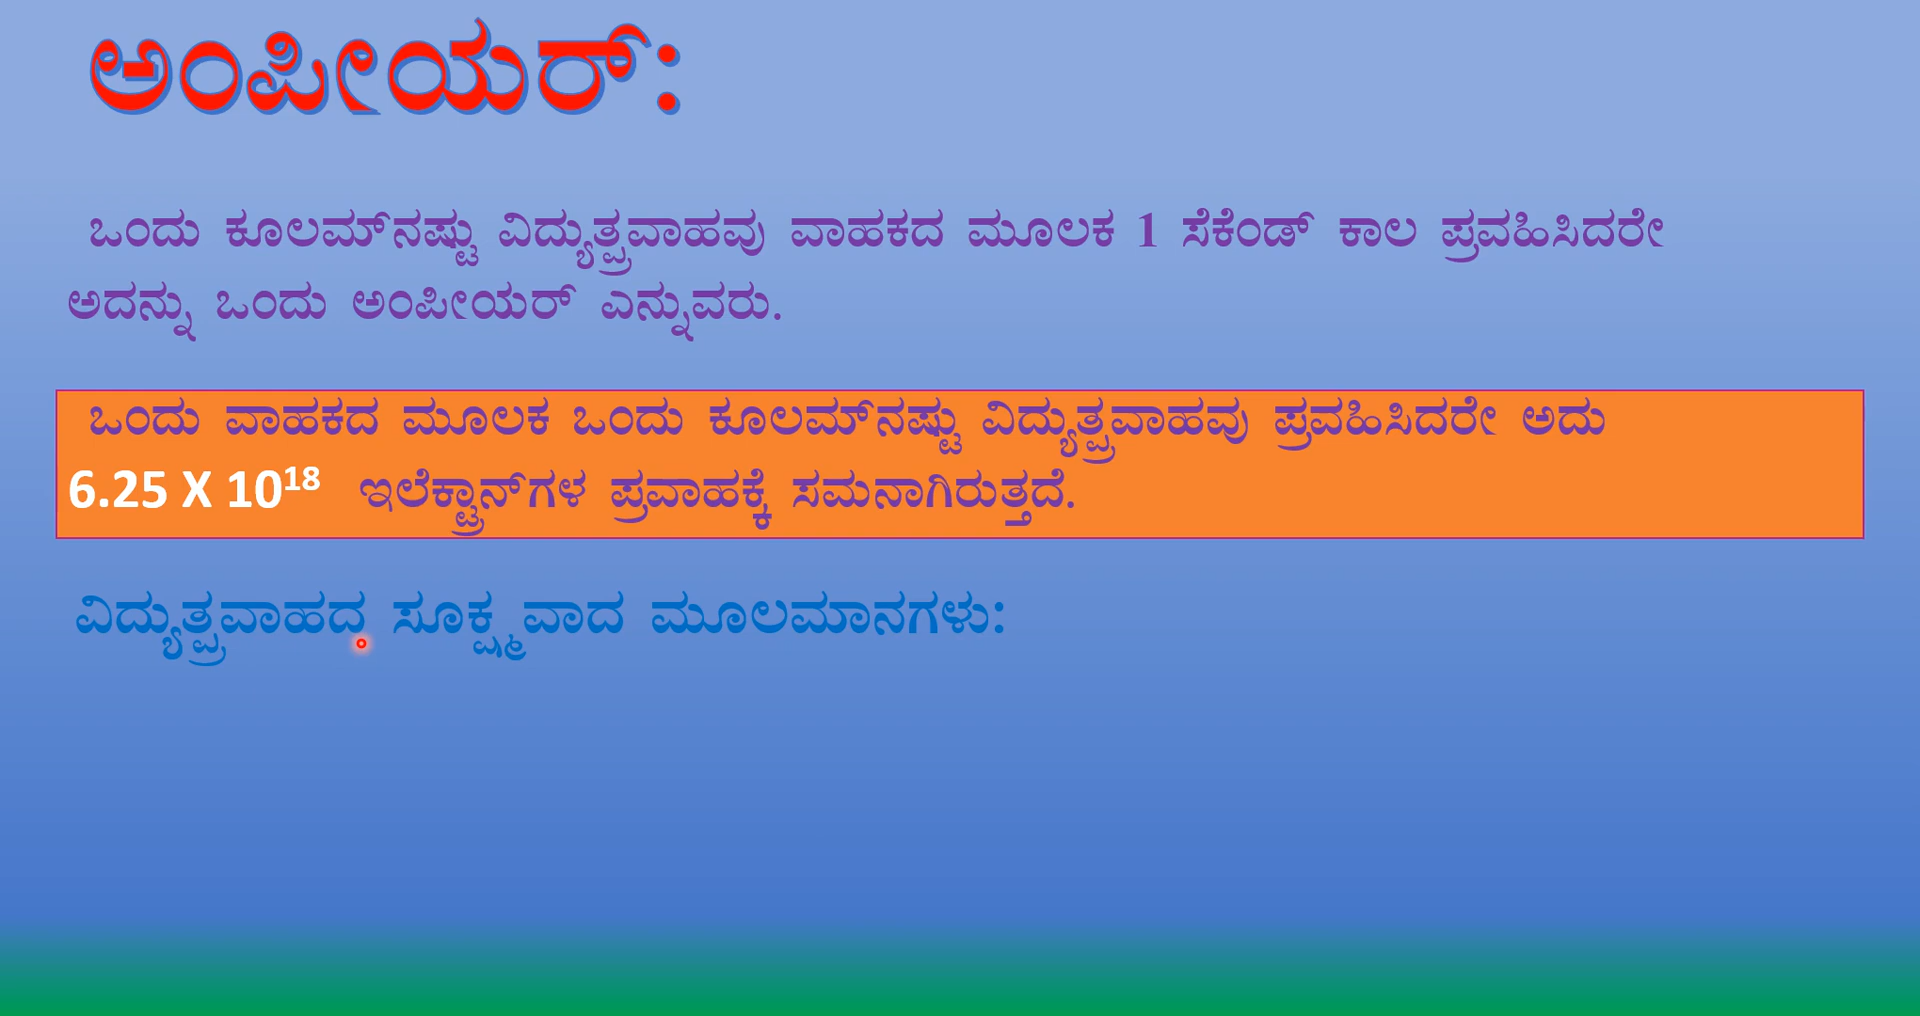 ಅಂಪೀಯರ್:
ಒಂದು ಕೂಲಮ್‌ನಷ್ಟು ವಿದ್ಯುತ್ಪ್ರವಾಹವು ವಾಹಕದ ಮೂಲಕ 1 ಸೆಕೆಂಡ್ ಕಾಲ ಪ್ರವಹಿಸಿದರೇ
ಅದನ್ನು ಒಂದು ಅಂಪೀಯರ್ ಎನ್ನುವರು.
ಒಂದು ವಾಹಕದ ಮೂಲಕ ಒಂದು ಕೂಲಮ್‌ನಷ್ಟು ವಿದ್ಯುತ್ಪ್ರವಾಹವು ಪ್ರವಹಿಸಿದರೇ ಅದು
6.25 X 10¹⁸ ಇಲೆಕ್ಟ್ರಾನ್‌ಗಳ ಪ್ರವಾಹಕ್ಕೆ ಸಮನಾಗಿರುತ್ತದೆ.
ವಿದ್ಯುತ್ಪ್ರವಾಹದ ಸೂಕ್ಷ್ಮವಾದ ಮೂಲಮಾನಗಳು: